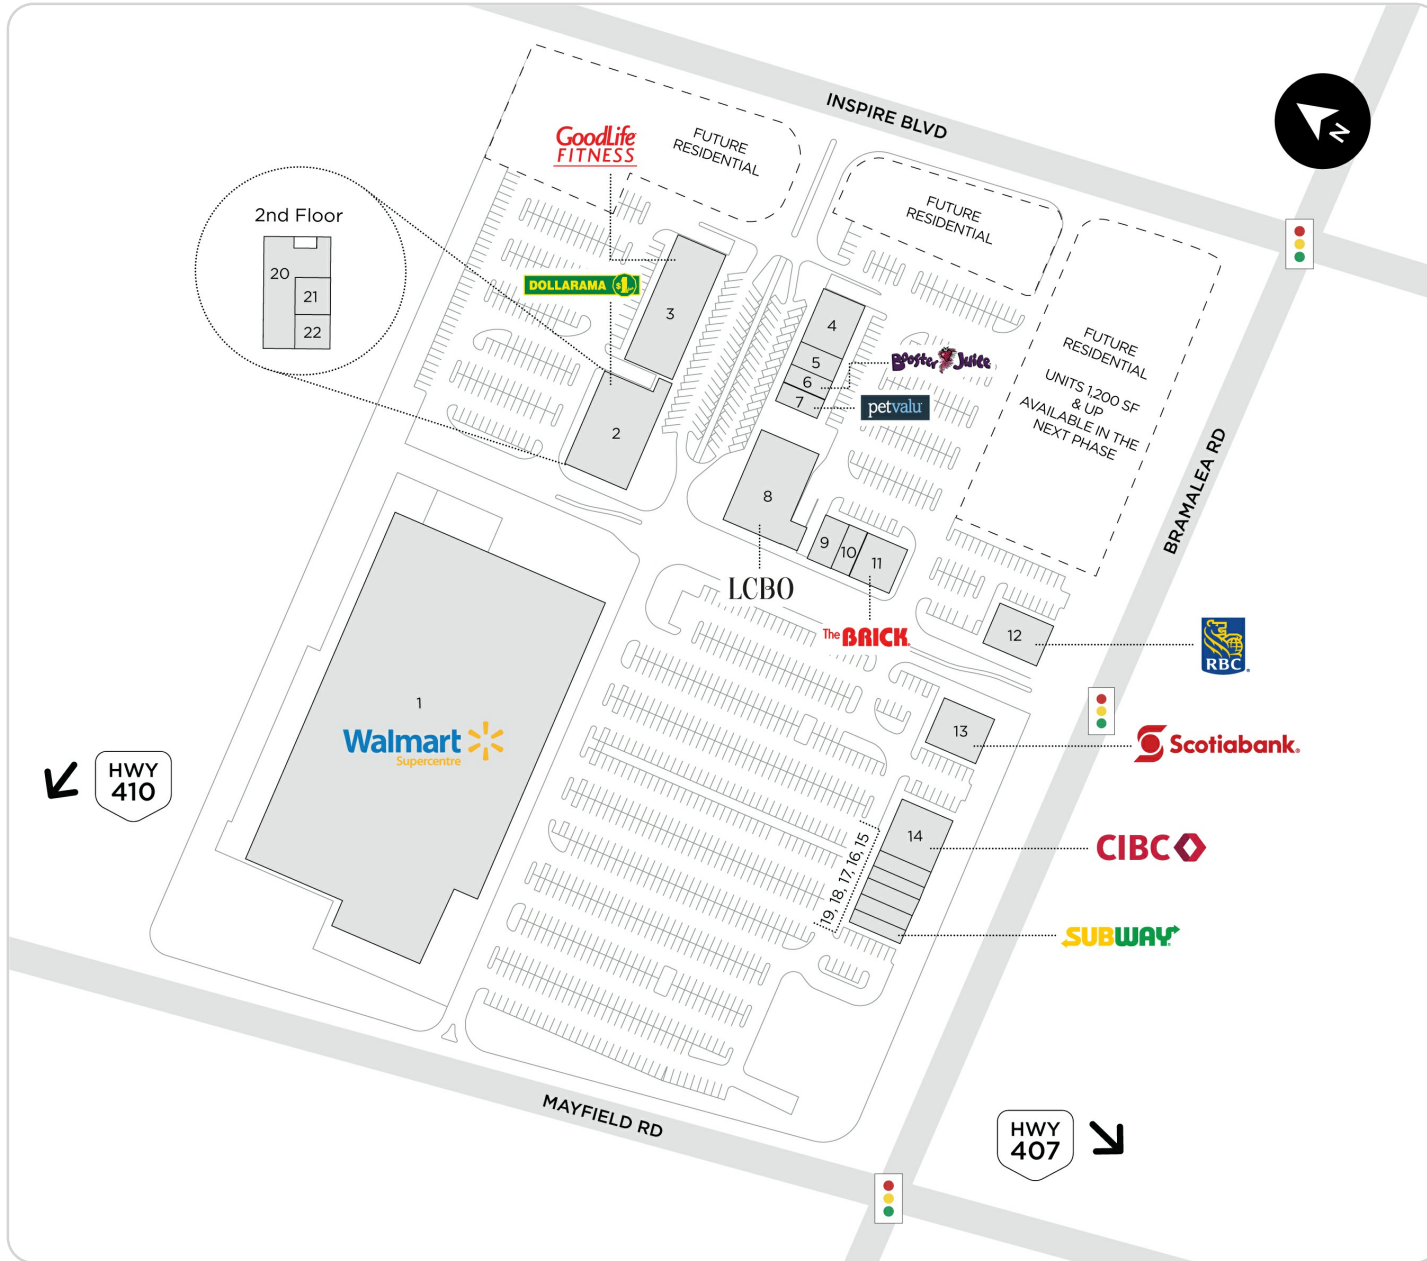 INSPIRE BLVD
N
GoodLife
FITNESS
FUTURE
RESIDENTIAL
FUTURE
RESIDENTIAL
2nd Floor
20
21
22
DOLLARAMA $1
3
4
5
6
7
Booster Juice
petvalu
2
FUTURE
RESIDENTIAL
UNITS 1,200 SF
& UP
AVAILABLE IN THE
NEXT PHASE
BRAMALEA RD
8
9
10
11
LCBO
The BRICK.
12
RBC
1
Walmart
Supercentre
13
Scotiabank
HWY
410
14
19, 18, 17, 16, 15
CIBC
SUBWAY
MAYFIELD RD
HWY
407